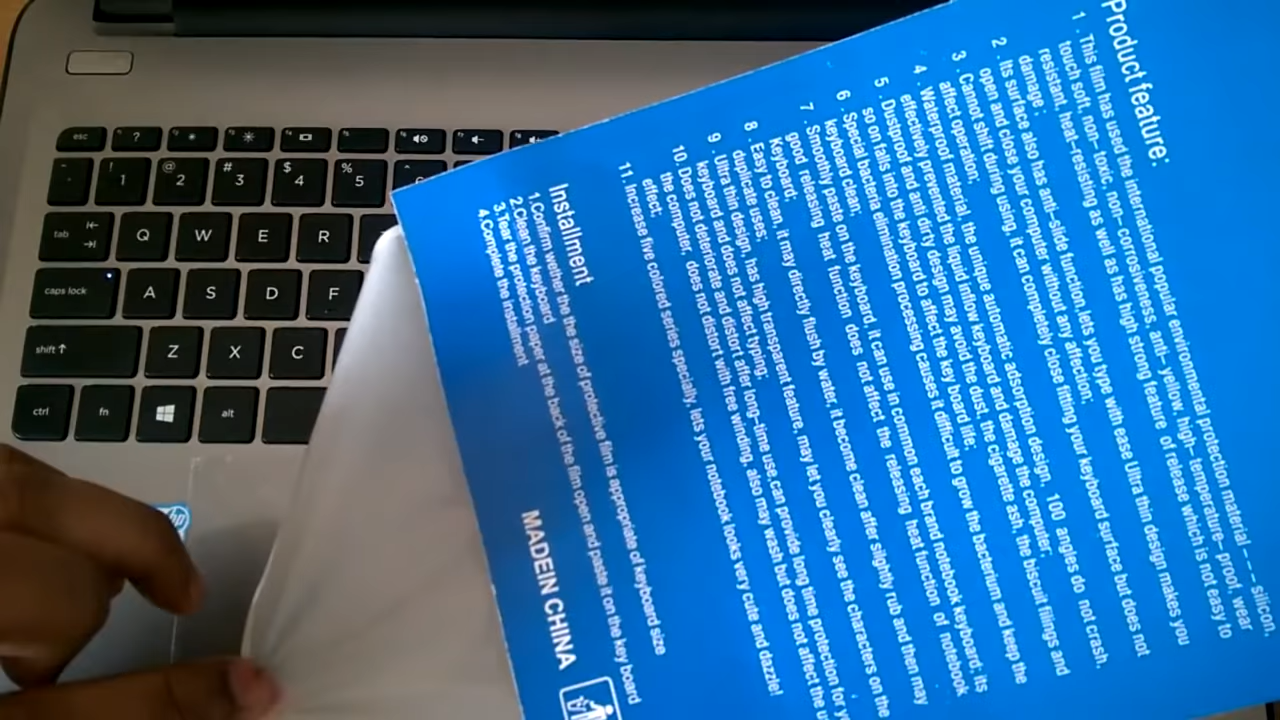 Product feature:
1 . This film has used the international popular environmental protection material ---- silicon,
touch soft, non- toxic, non- corrosiveness, anti- yellow, high- temperature- proof, wear
resistant, heat-resisting as well as has high strong feature of release which is not easy to
damage ;
2 . Its surface also has anti-slide function,lets you type with ease Ultra thin design makes you
open and close your computer without any affection;
3 . Cannot shift during using, it can completely close fitting your keyboard surface but does not
affect operation;
4 . Waterproof material, the unique automatic adsorption design, 100 angles do not crash,
effectively prevented the liquid inflow keyboard and damage the computer;
5 . Dustproof and anti dirty design may avoid the dust, the cigarette ash, the biscuit filings and
so on falls into the keyboard to affect the key board life;
6 . Special bacteria elimination processing causes it difficult to grow the bacterium and keep the
keyboard clean;
7 . Smoothly paste on the keyboard, it can use in common each brand notebook keyboard; its
good releasing heat function does not affect the releasing heat function of notebook
Keyboard;
8 . Easy to clean, it may directly flush by water, it become clean after slightly rub and then may
duplicate uses;
9 . Ultra thin design, has high transparent feature, may let you clearly see the characters on the
keyboard and does not affect typing;
10. Does not deteriorate and distort after long-time use,can provide long time protection for
the computer, does not distort with free winding, also may wash but does not affect the
effect;
11. Increase five colored series specially, lets your notebook looks very cute and dazzle!
Installment
1.Confirm wether the the size of protective film is appropriate of keyboard size
2.Clean the keyboard
3.Tear the protection paper at the back of the film open and paste it on the key board
4.Complete the installment
MADEIN CHINA
esc
?
! 1
@ 2
# 3
$ 4
% 5
tab Q W E R
caps lock A S D F
shift Z X C
ctrl fn alt
hp